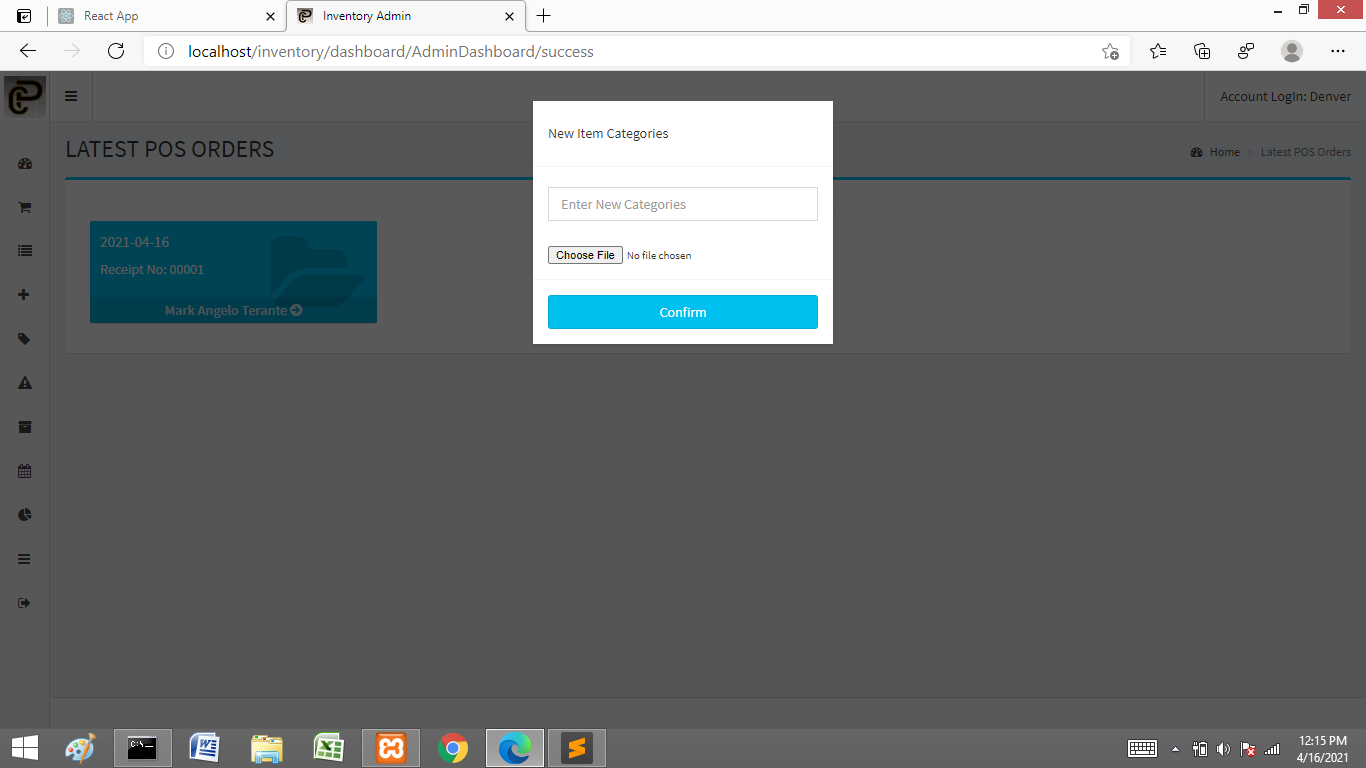 React App
Inventory Admin
localhost/inventory/dashboard/AdminDashboard/success
Account Login: Denver
New Item Categories
LATEST POS ORDERS
Home > Latest POS Orders
Enter New Categories
2021-04-16
Receipt No: 00001
Choose File No file chosen
Mark Angelo Terante
Confirm
C:\._
12:15 PM
4/16/2021